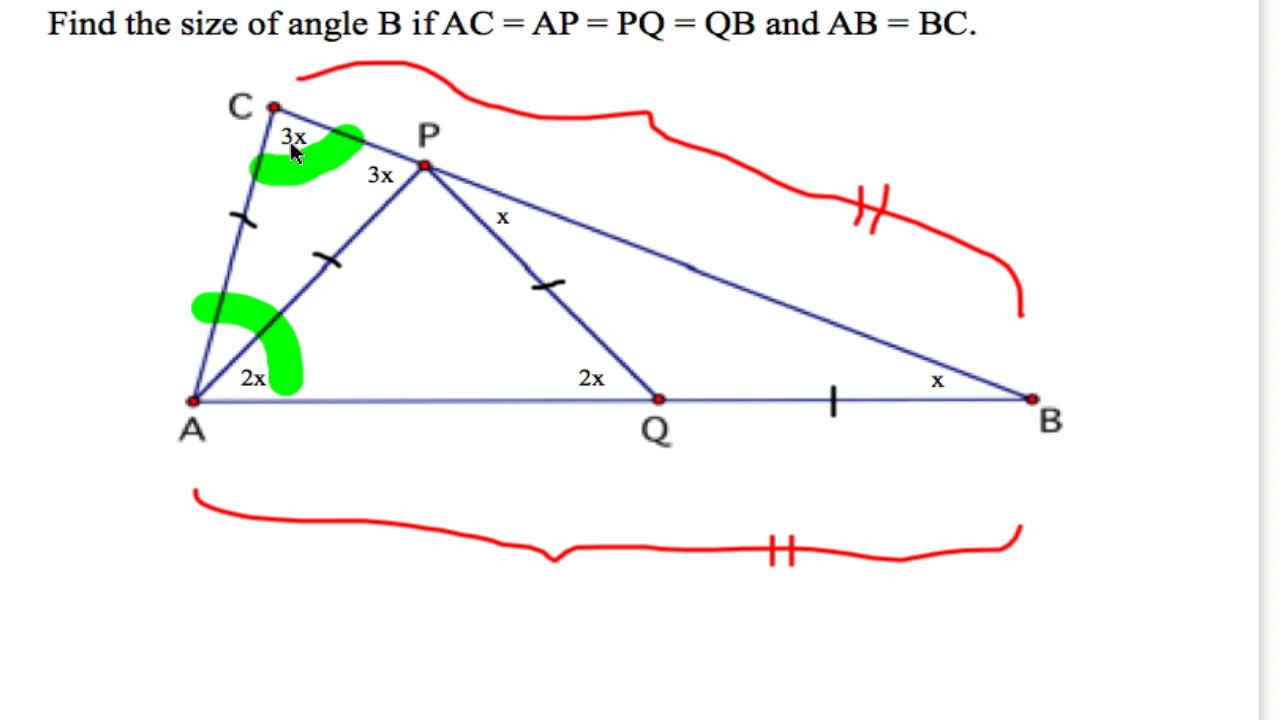 Find the size of angle B if AC = AP = PQ = QB and AB = BC.
C
3x
P
3x
x
2x
2x
x
A
Q
B